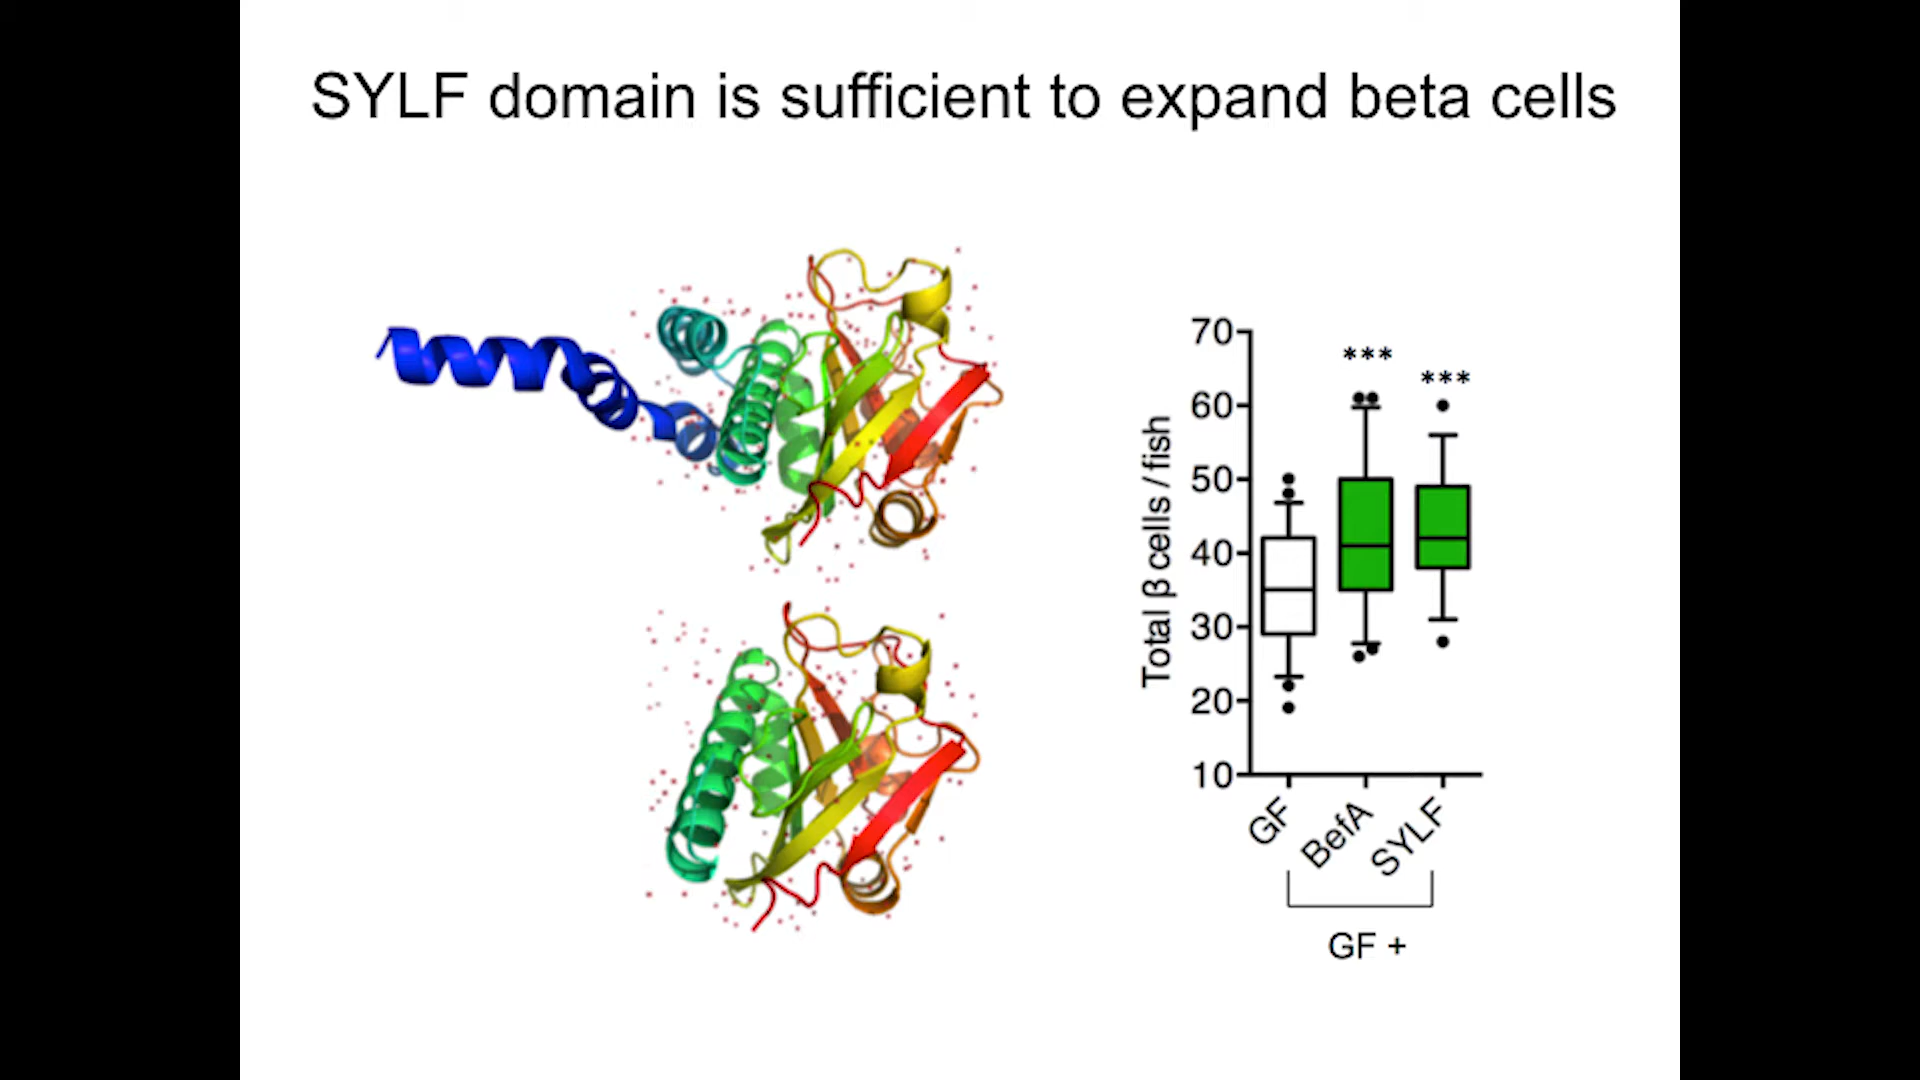 SYLF domain is sufficient to expand beta cells
***
***
Total β cells / fish
70
60
50
40
30
20
10
GF
BefA
SYLF
GF +